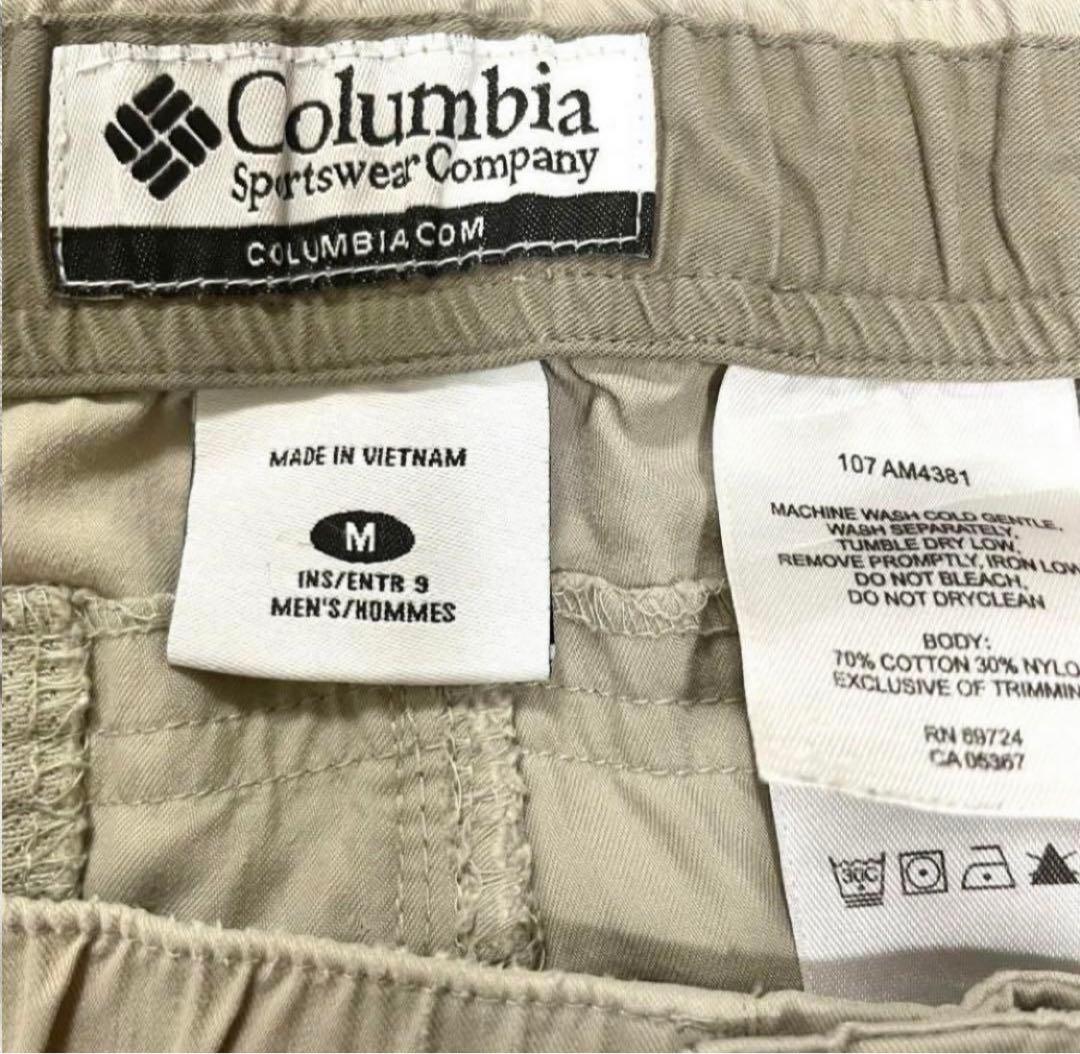 Columbia
Sportswear Company
COLUMBIA.COM
MADE IN VIETNAM
M
INS/ENTR 9
MEN'S/HOMMES
107 AM4381
MACHINE WASH COLD GENTLE,
WASH SEPARATELY,
TUMBLE DRY LOW,
REMOVE PROMPTLY, IRON LOW
DO NOT BLEACH,
DO NOT DRYCLEAN
BODY:
70% COTTON 30% NYLO
EXCLUSIVE OF TRIMMIN
RN 69724
CA 05367
30C